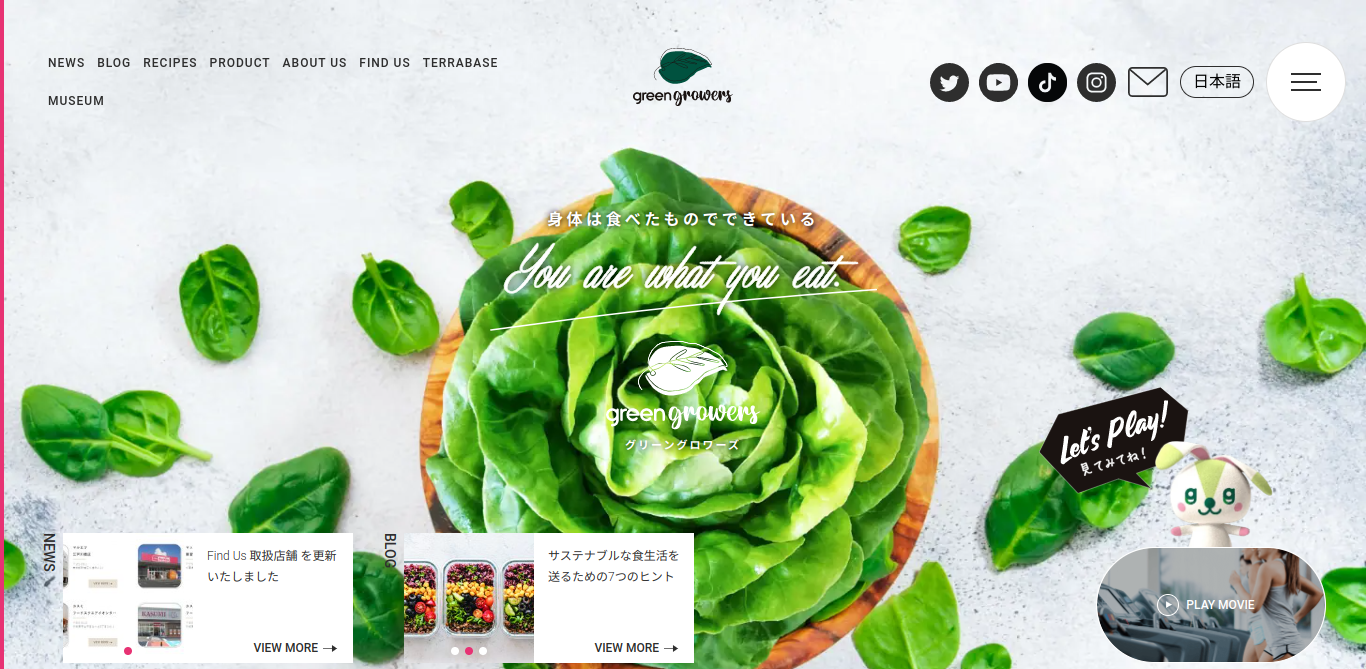 NEWS BLOG RECIPES PRODUCT ABOUT US FIND US TERRABASE
MUSEUM
green growers
日本語
身体は食べたものでできている
You are what you eat.
green growers
グリーングロワーズ
Let's Play!
見てみてね!
NEWS
Find Us 取扱店舗 を更新
いたしました
VIEW MORE
BLOG
サステナブルな食生活を
送るための7つのヒント
VIEW MORE
PLAY MOVIE
KASUMI